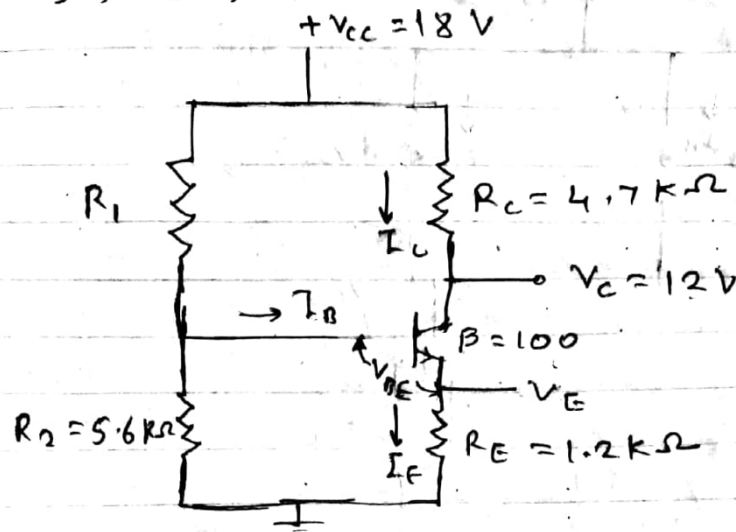 + Vcc = 18 V
R1
Ic
Rc = 4.7 KΩ
Vc = 12V
→ IB
β = 100
VBE
VE
R2 = 5.6 KΩ
IE
RE = 1.2 KΩ